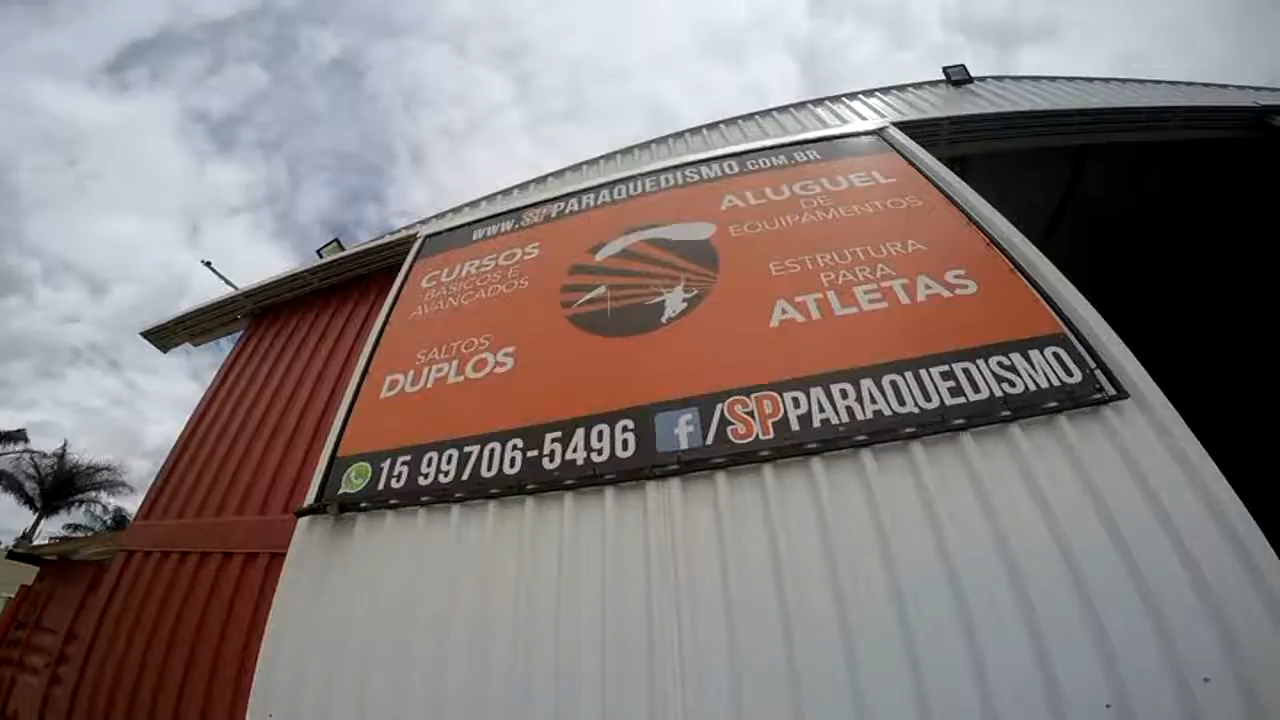 www.SPPARAQUEDISMO.COM.BR
CURSOS
BÁSICOS E
AVANÇADOS
SALTOS
DUPLOS
ALUGUEL
DE
EQUIPAMENTOS
ESTRUTURA
PARA
ATLETAS
15 99706-5496 f/SPPARAQUEDISMO